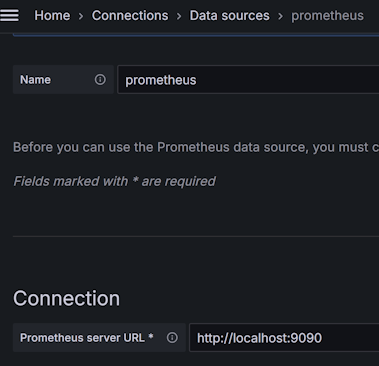 Home > Connections > Data sources > prometheus
Name
prometheus
Before you can use the Prometheus data source, you must c
Fields marked with * are required
Connection
Prometheus server URL *
http://localhost:9090